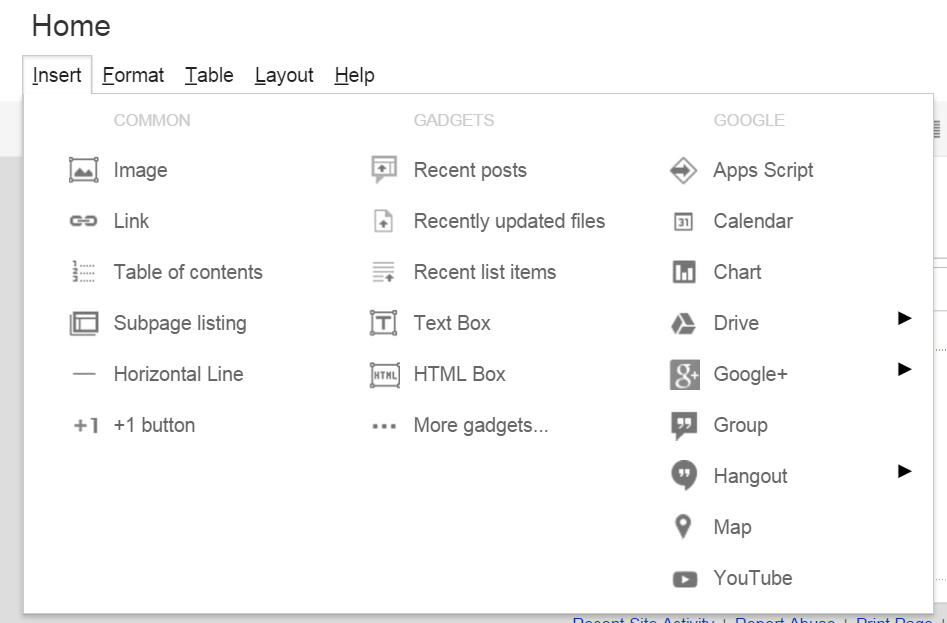 Home
Insert Format Table Layout Help
COMMON
Image
Link
Table of contents
Subpage listing
Horizontal Line
+1 +1 button
GADGETS
Recent posts
Recently updated files
Recent list items
Text Box
HTML HTML Box
More gadgets...
GOOGLE
Apps Script
31 Calendar
Chart
Drive
g+ Google+
Group
Hangout
Map
YouTube
Recent Site Activity | Report Abuse | Print Page |